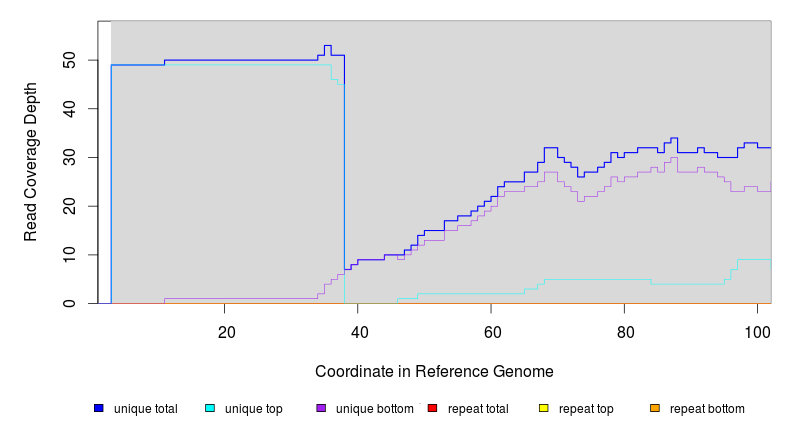 50
40
30
20
10
0
Read Coverage Depth
20 40 60 80 100
Coordinate in Reference Genome
unique total unique top unique bottom repeat total repeat top repeat bottom